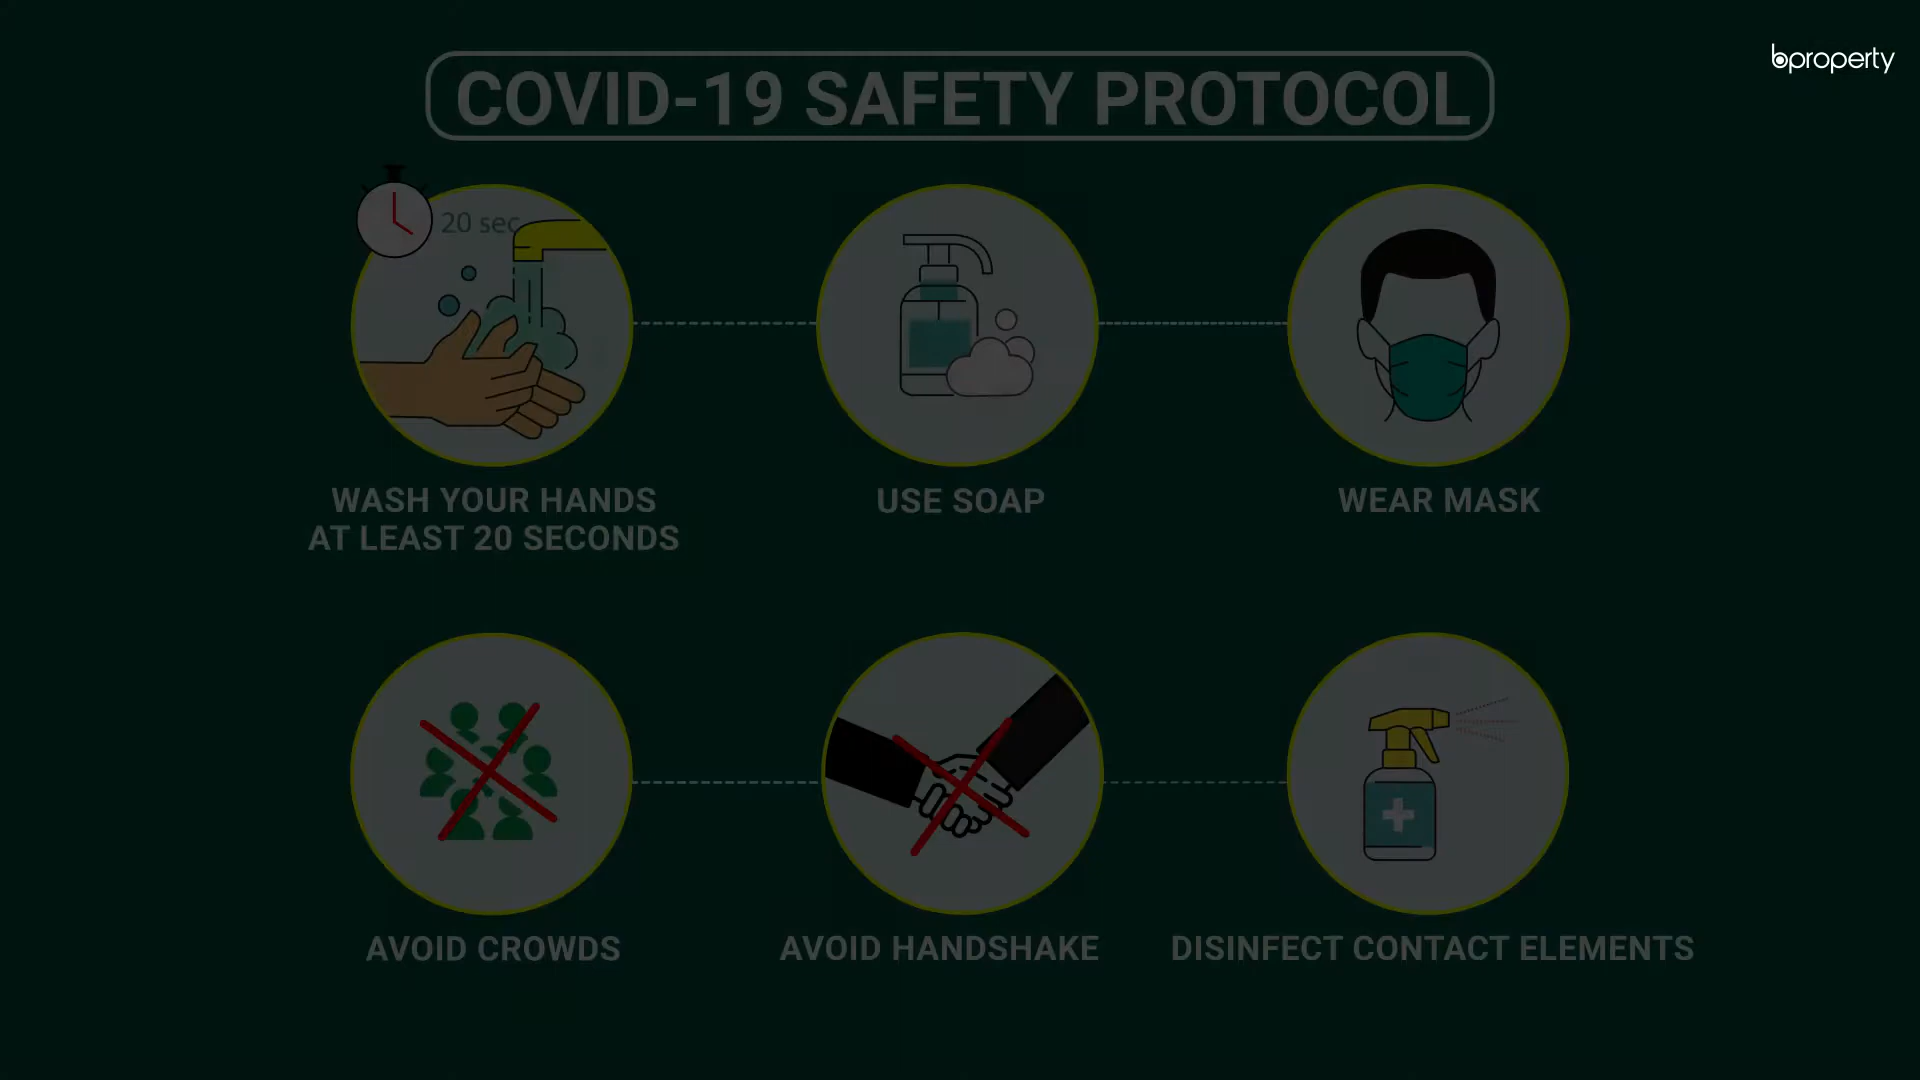 bproperty
COVID-19 SAFETY PROTOCOL
20 sec
WASH YOUR HANDS
AT LEAST 20 SECONDS
USE SOAP
WEAR MASK
AVOID CROWDS
AVOID HANDSHAKE
DISINFECT CONTACT ELEMENTS